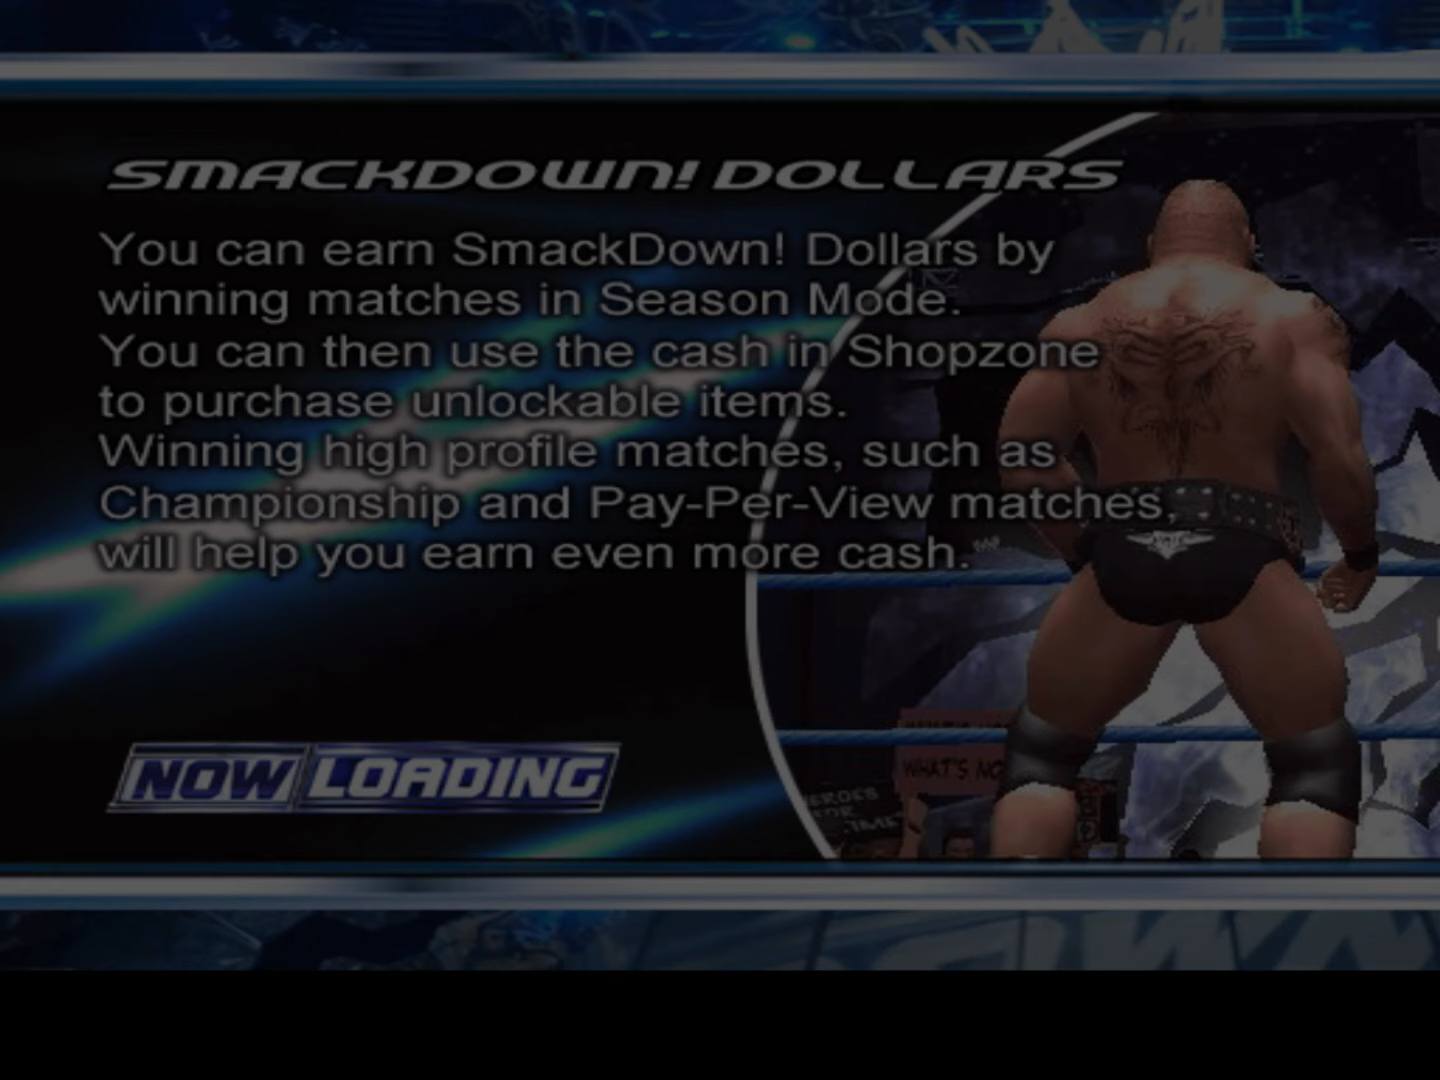 SMACKDOWN! DOLLARS
You can earn SmackDown! Dollars by
winning matches in Season Mode.
You can then use the cash in Shopzone
to purchase unlockable items.
Winning high profile matches, such as
Championship and Pay-Per-View matches,
will help you earn even more cash.
NOW LOADING
WHAT'S